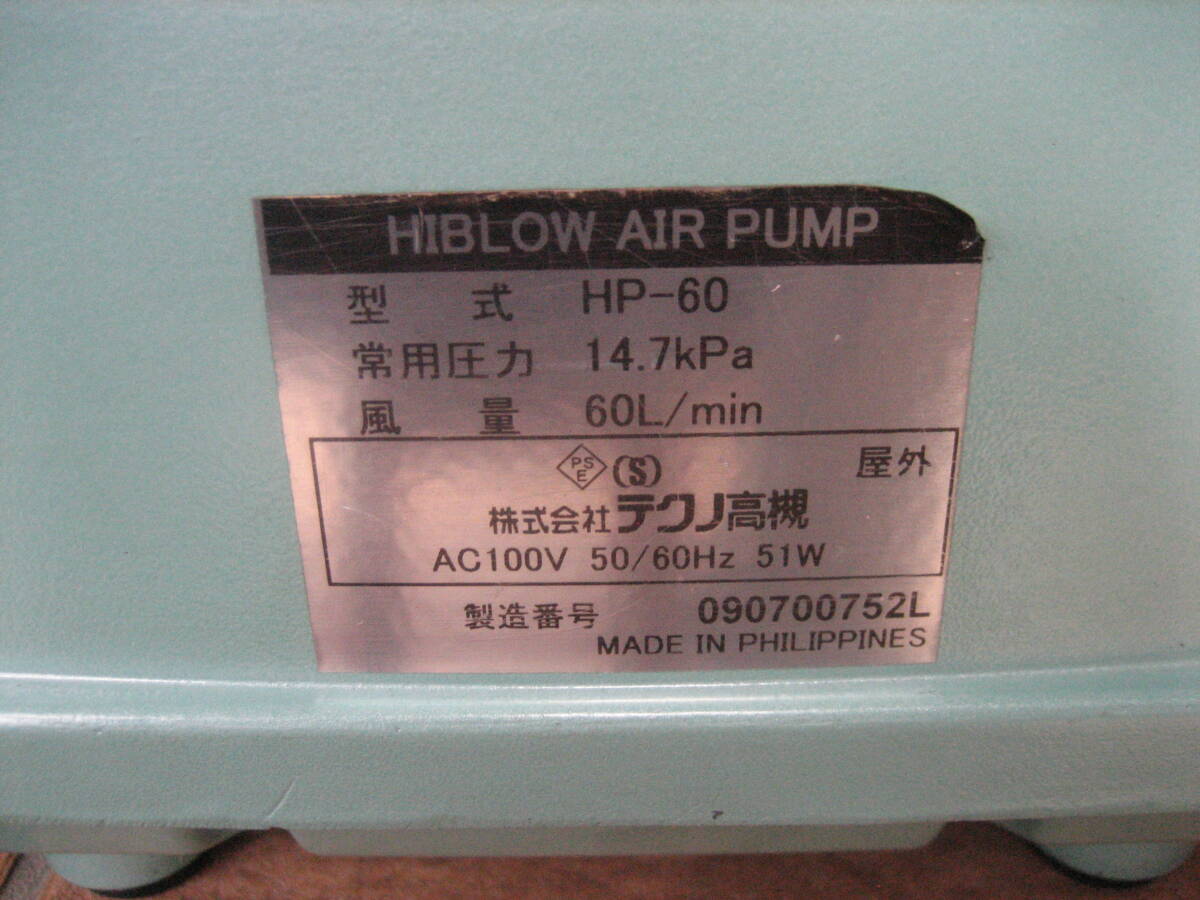 HIBLOW AIR PUMP
型 式 HP-60
常用圧力 14.7kPa
風 量 60L/min
PSE (S) 屋外
株式会社テクノ高槻
AC100V 50/60Hz 51W
製造番号 090700752L
MADE IN PHILIPPINES